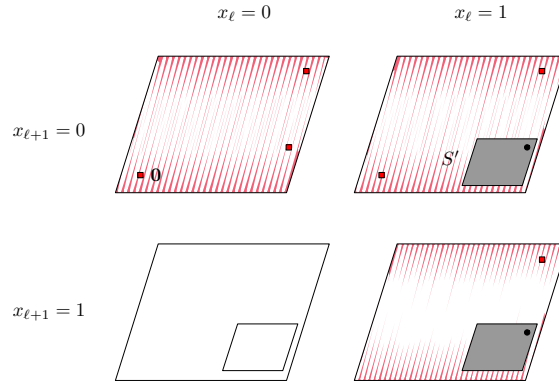 x_ℓ = 0
x_ℓ = 1
x_{ℓ+1} = 0
0
S′
x_{ℓ+1} = 1